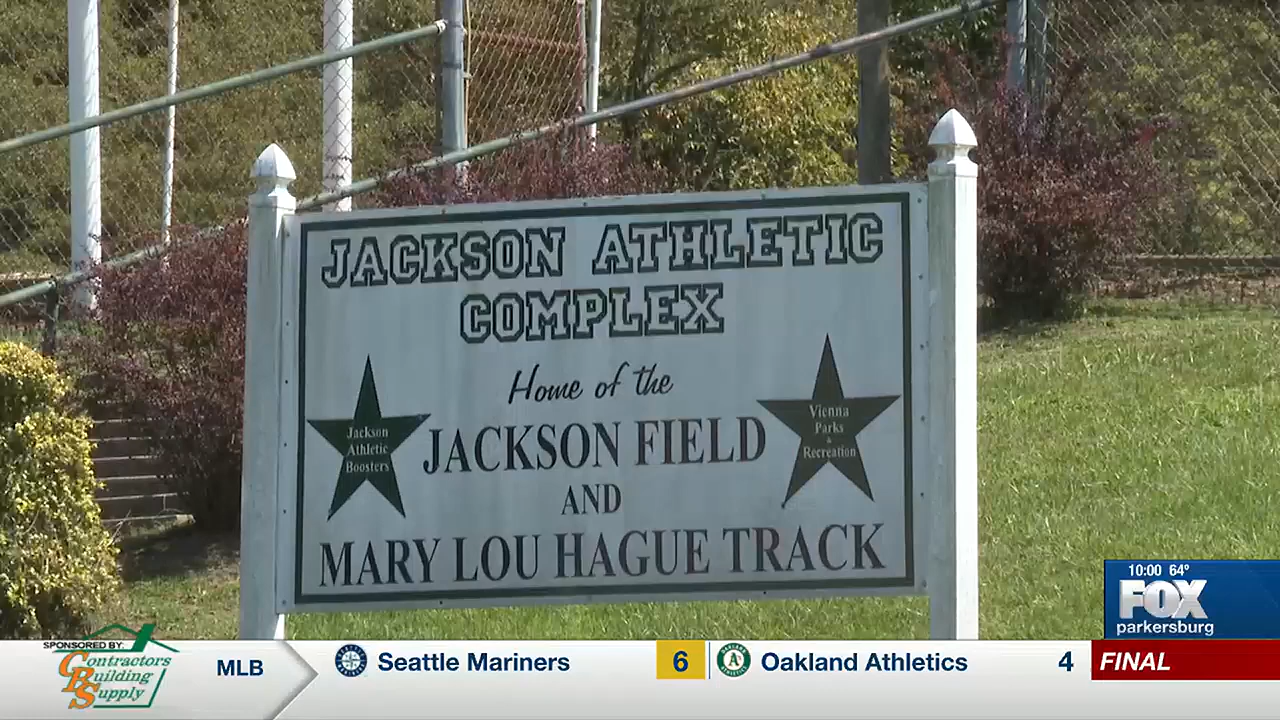 JACKSON ATHLETIC
COMPLEX
Home of the
Jackson
Athletic
Boosters
JACKSON FIELD
Vienna
Parks
&
Recreation
AND
MARY LOU HAGUE TRACK
10:00 64°
FOX
parkersburg
SPONSORED BY:
Contractors
Building
Supply
MLB
Seattle Mariners 6
Oakland Athletics 4
FINAL